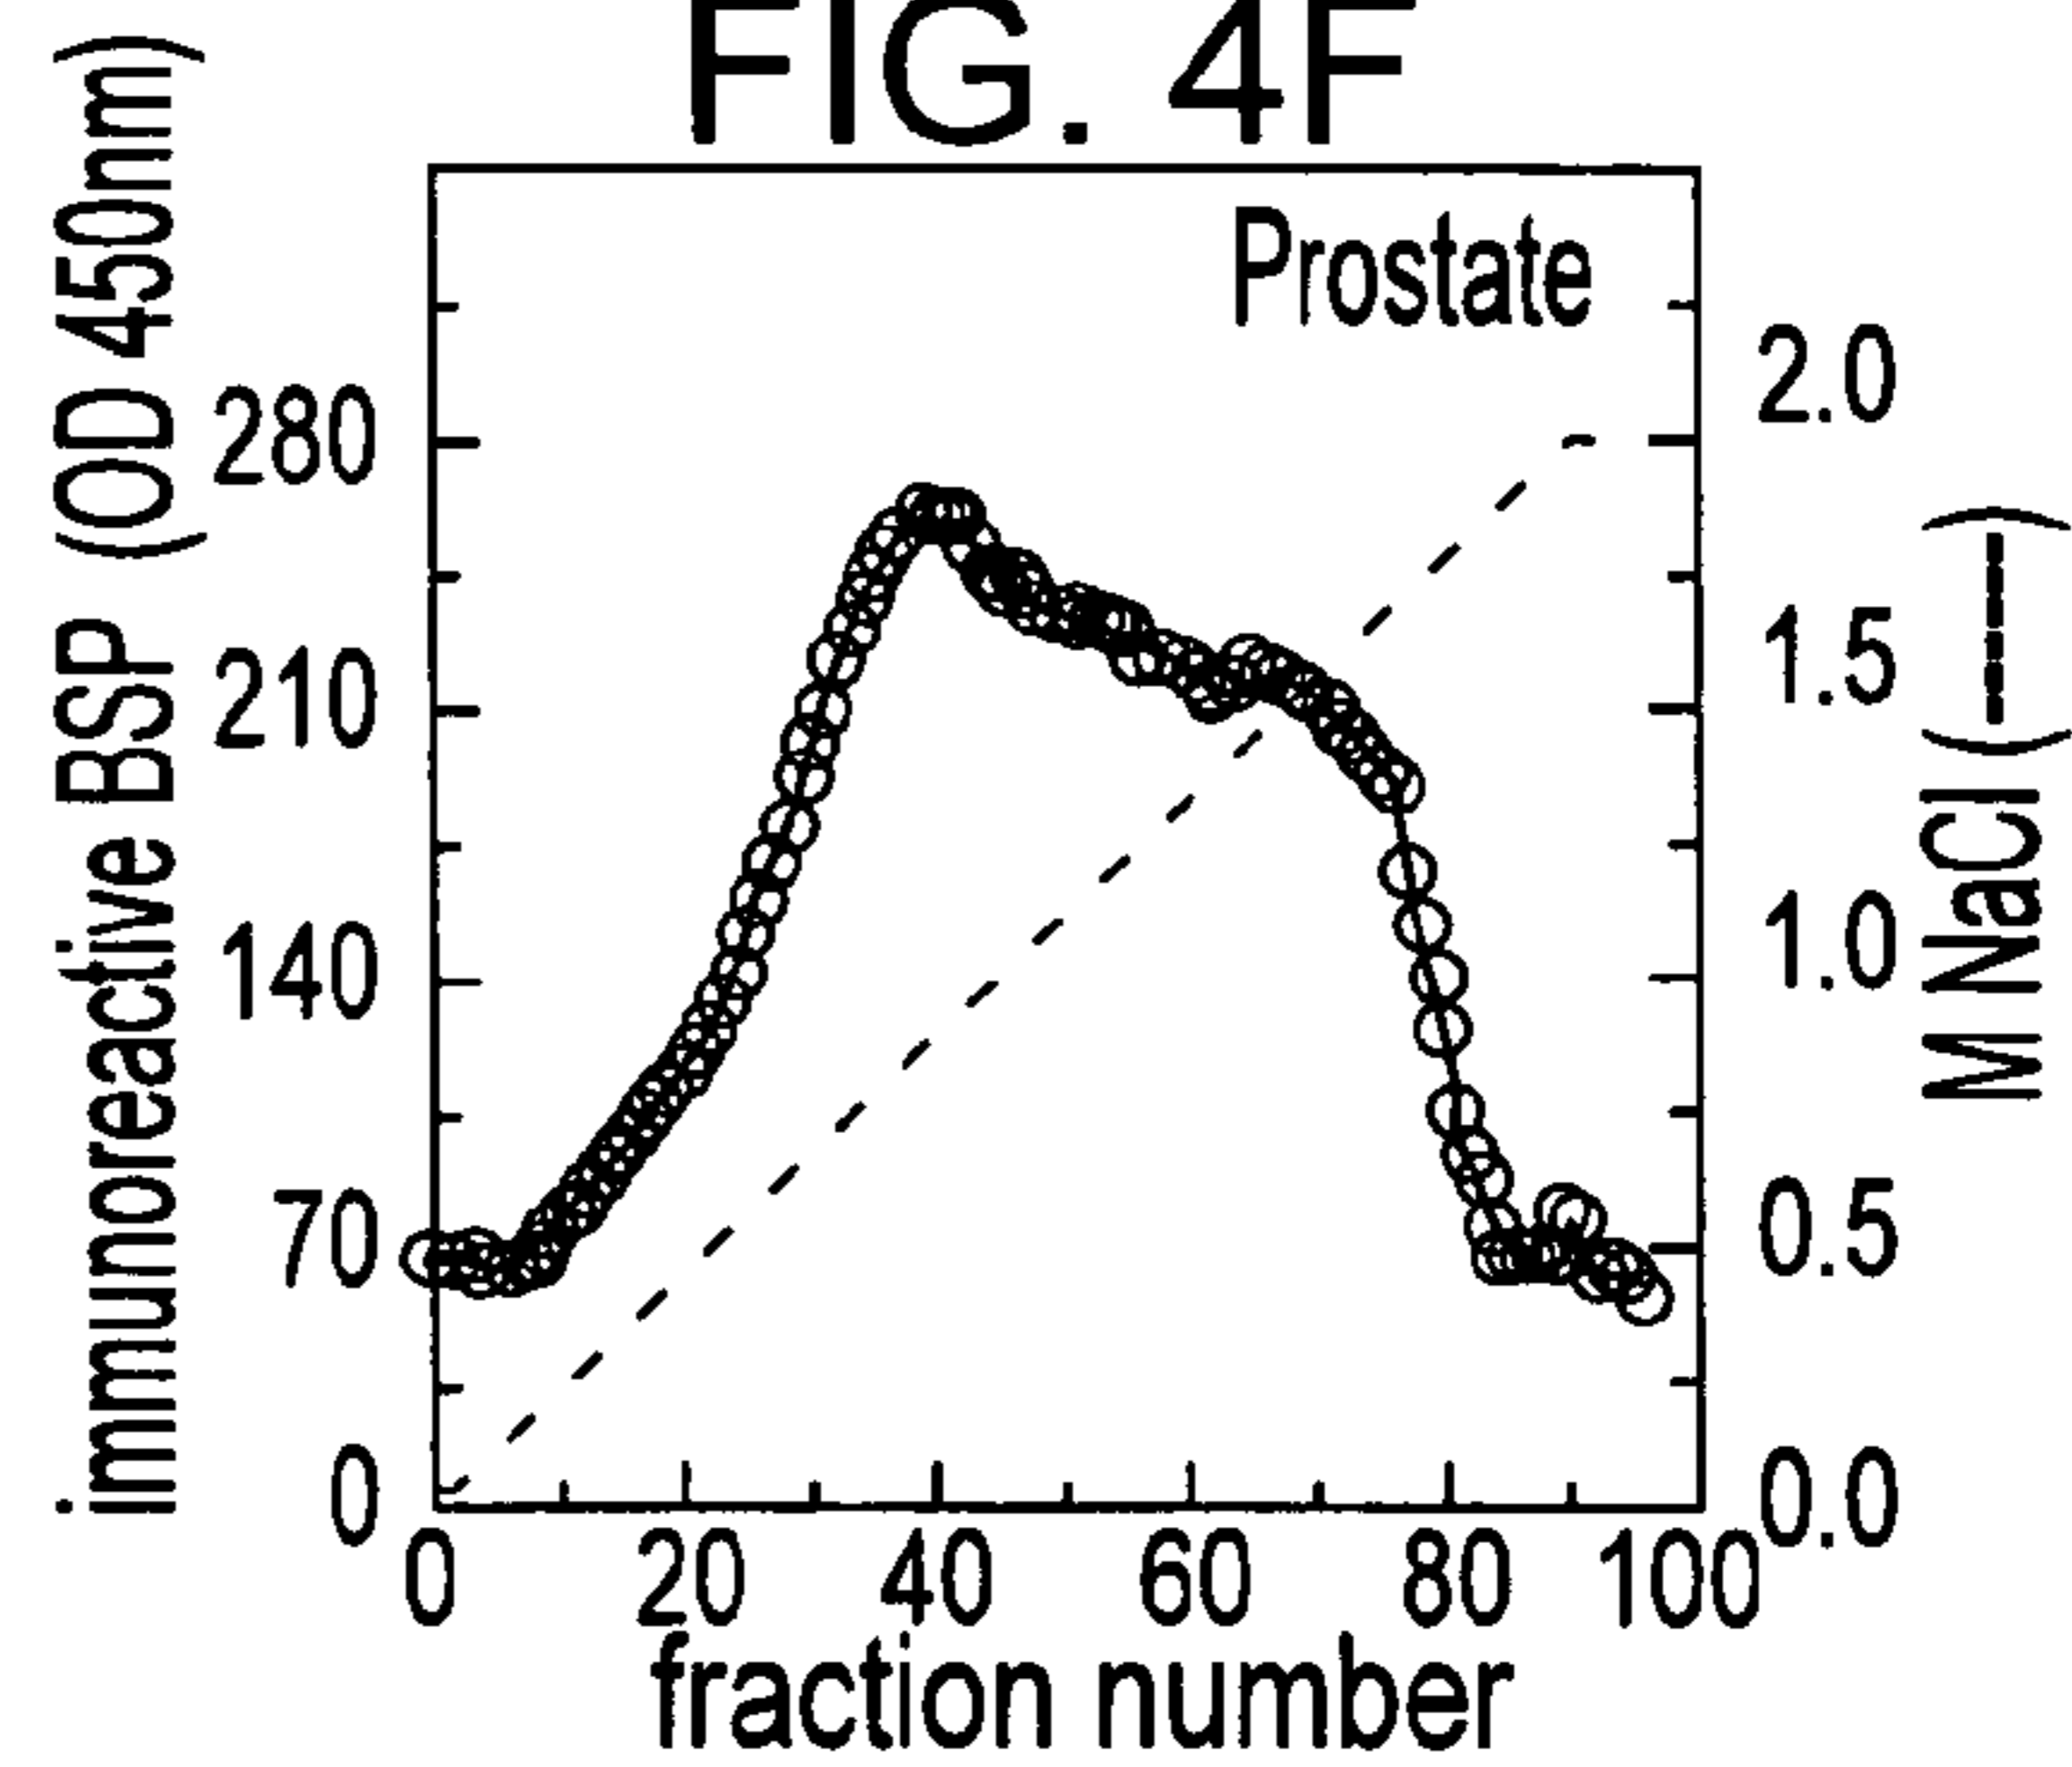 FIG. 4F
Prostate
immunoreactive BSP (OD 450nm)
280
210
140
70
0
2.0
1.5
1.0
0.5
0.0
M NaCl (----)
0 20 40 60 80 100
fraction number